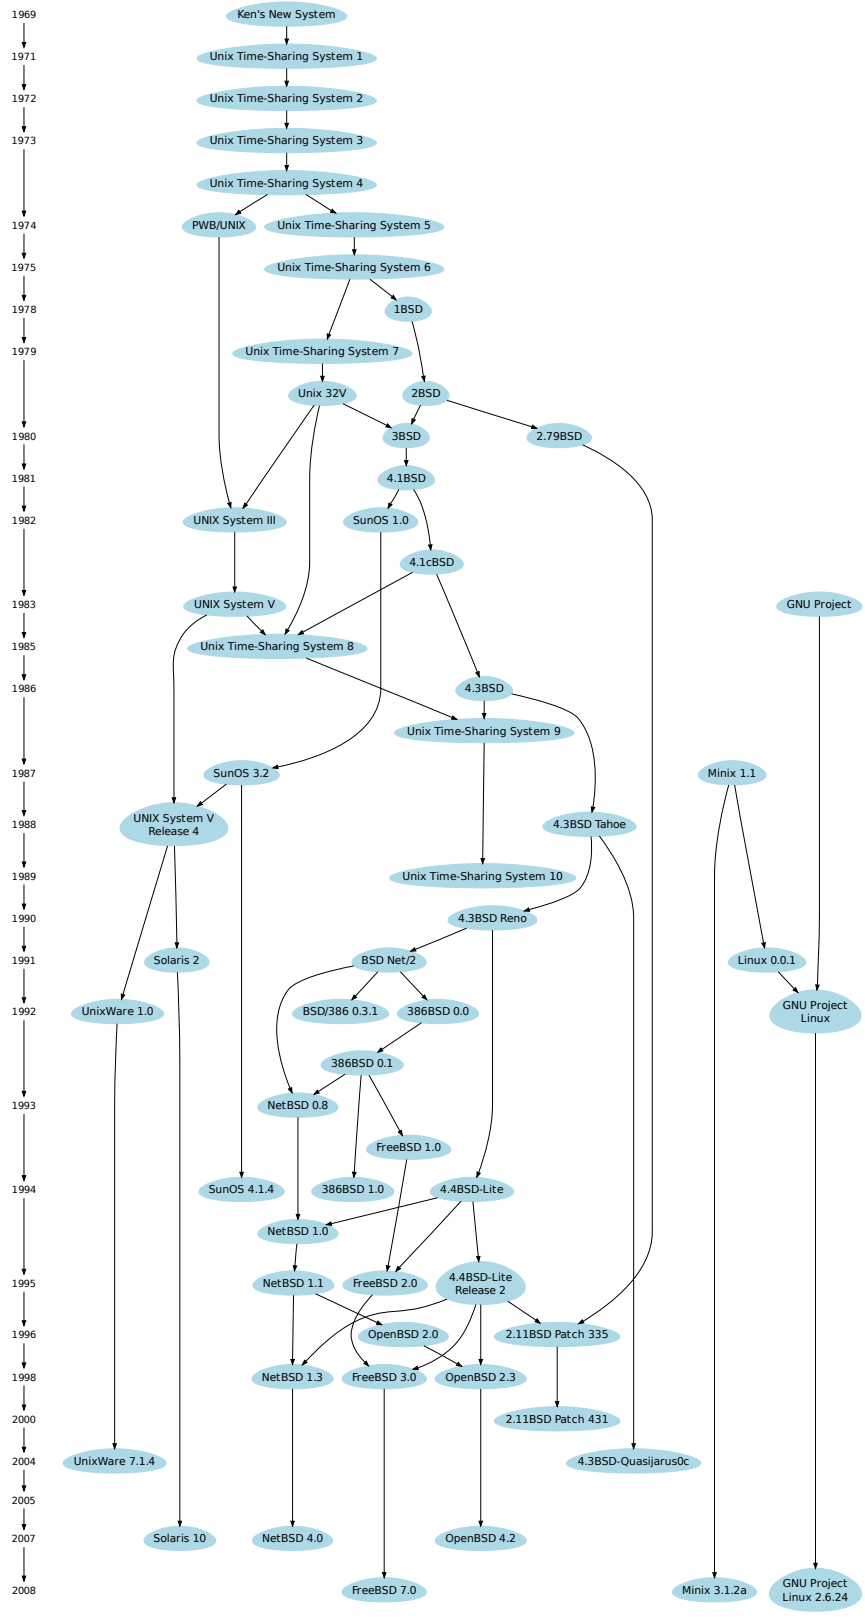 1969
Ken's New System
1971
Unix Time-Sharing System 1
1972
Unix Time-Sharing System 2
1973
Unix Time-Sharing System 3
Unix Time-Sharing System 4
1974
PWB/UNIX
Unix Time-Sharing System 5
1975
Unix Time-Sharing System 6
1978
1BSD
1979
Unix Time-Sharing System 7
Unix 32V
2BSD
1980
3BSD
2.79BSD
1981
4.1BSD
1982
UNIX System III
SunOS 1.0
4.1cBSD
1983
UNIX System V
GNU Project
1985
Unix Time-Sharing System 8
1986
4.3BSD
Unix Time-Sharing System 9
1987
SunOS 3.2
Minix 1.1
1988
UNIX System V
Release 4
4.3BSD Tahoe
1989
Unix Time-Sharing System 10
1990
4.3BSD Reno
1991
Solaris 2
BSD Net/2
Linux 0.0.1
1992
UnixWare 1.0
BSD/386 0.3.1
386BSD 0.0
GNU Project
Linux
386BSD 0.1
1993
NetBSD 0.8
FreeBSD 1.0
1994
SunOS 4.1.4
386BSD 1.0
4.4BSD-Lite
NetBSD 1.0
1995
NetBSD 1.1
FreeBSD 2.0
4.4BSD-Lite
Release 2
1996
OpenBSD 2.0
2.11BSD Patch 335
1998
NetBSD 1.3
FreeBSD 3.0
OpenBSD 2.3
2000
2.11BSD Patch 431
2004
UnixWare 7.1.4
4.3BSD-Quasijarus0c
2005
2007
Solaris 10
NetBSD 4.0
OpenBSD 4.2
2008
FreeBSD 7.0
Minix 3.1.2a
GNU Project
Linux 2.6.24